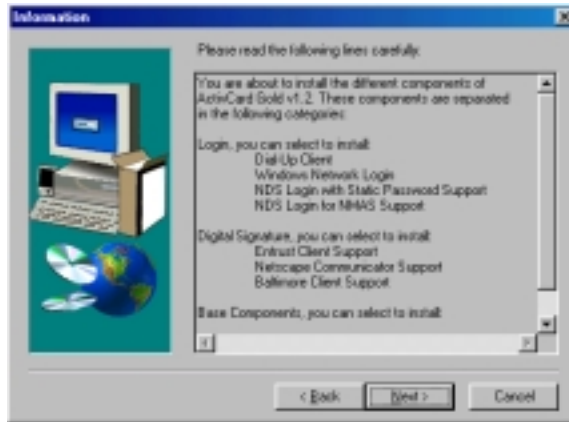 Information
Please read the following lines carefully:
You are about to install the different components of
ActivCard Gold v1.2. These components are separated
in the following categories:
Login, you can select to install:
Dial-Up Client
Windows Network Login
NDS Login with Static Password Support
NDS Login for NMAS Support
Digital Signature, you can select to install:
Entrust Client Support
Netscape Communicator Support
Baltimore Client Support
Base Components, you can select to install:
< Back
Next >
Cancel